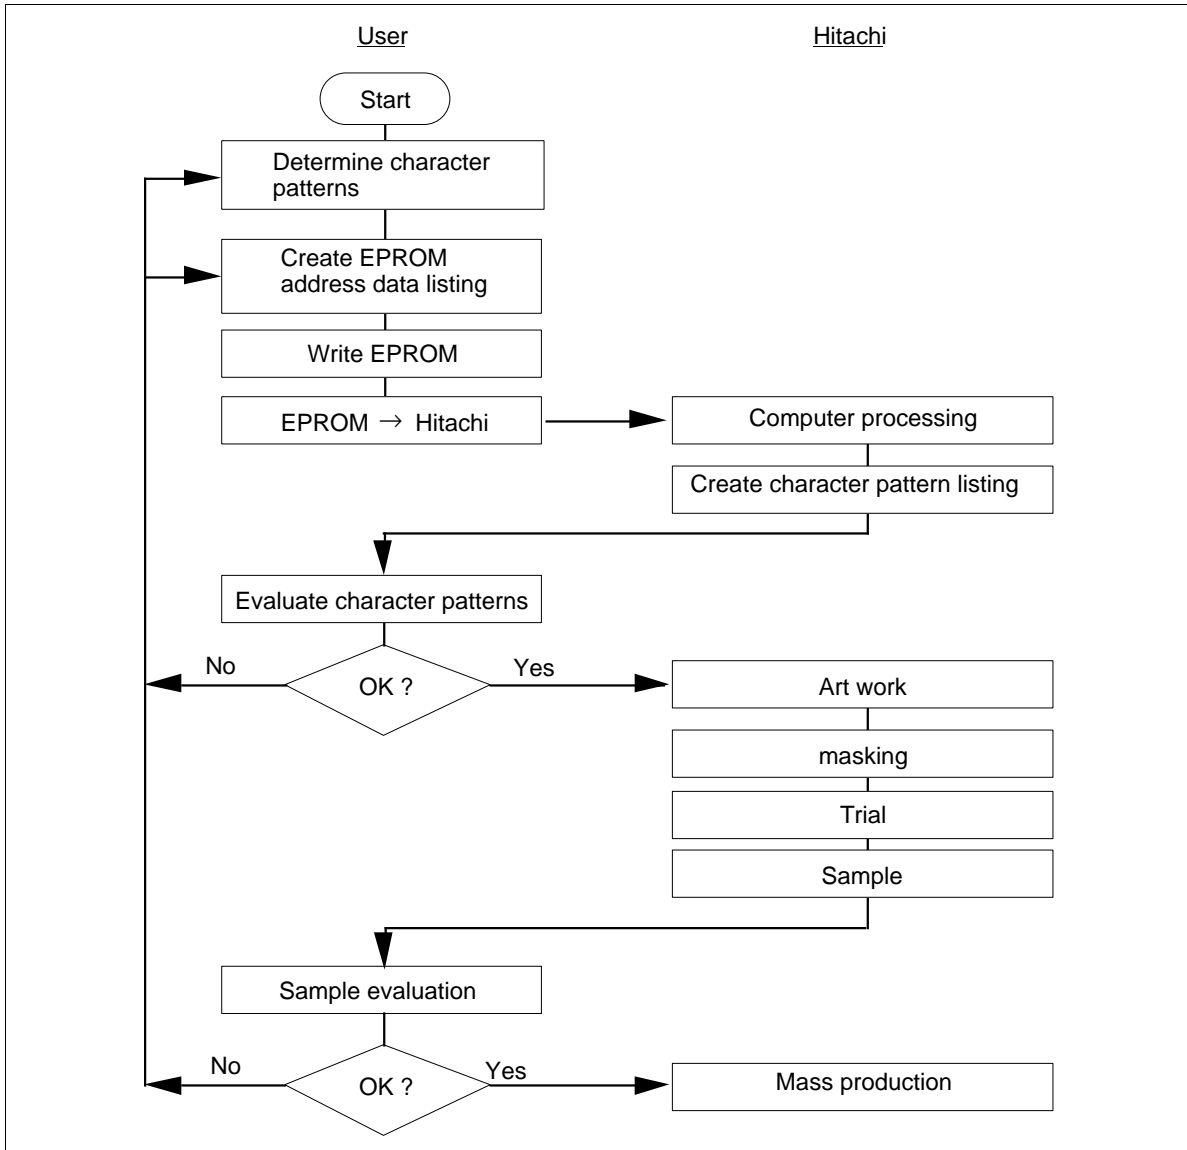 User
Hitachi
Start
Determine character
patterns
Create EPROM
address data listing
Write EPROM
EPROM → Hitachi
Computer processing
Create character pattern listing
Evaluate character patterns
No
OK ?
Yes
Art work
masking
Trial
Sample
Sample evaluation
No
OK ?
Yes
Mass production